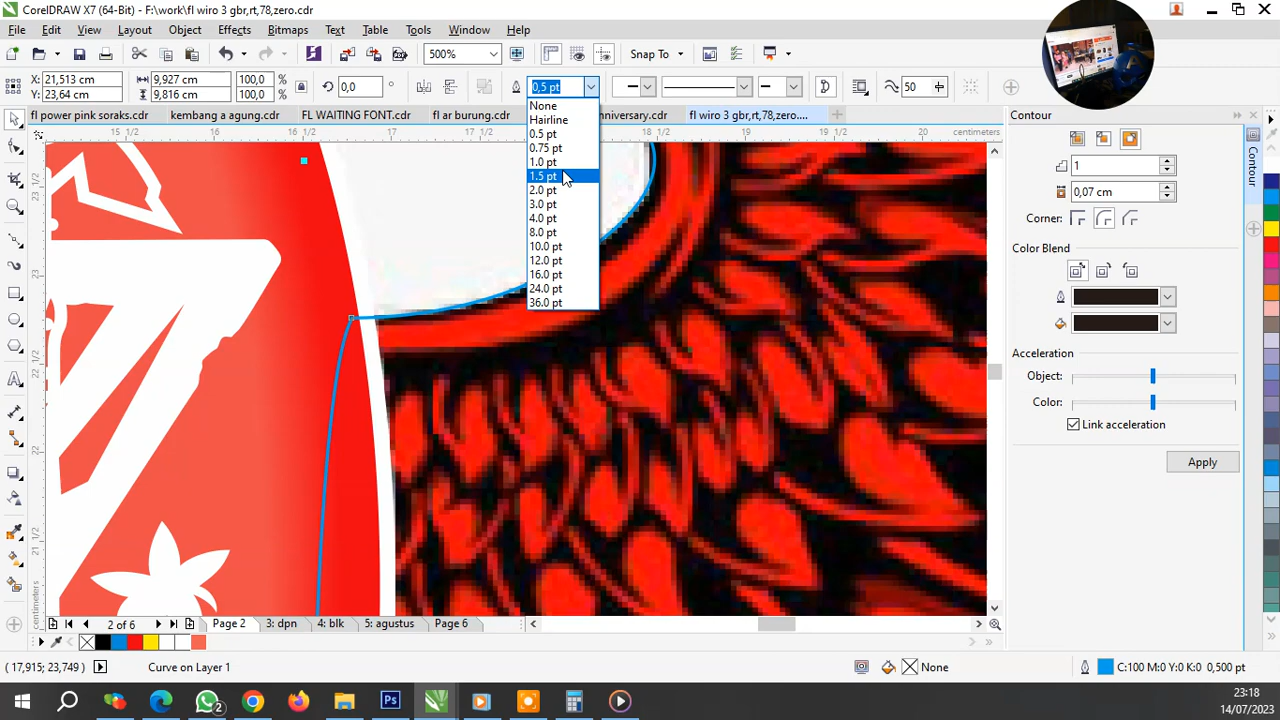 CorelDRAW X7 (64-Bit) - F:\work\fl wiro 3 gbr,rt,78,zero.cdr
File Edit View Layout Object Effects Bitmaps Text Table Tools Window Help
500% Snap To
X: 21,513 cm 9,927 cm 100,0 0,0 0,5 pt 50
Y: 23,64 cm 9,816 cm 100,0
fl power pink soraks.cdr kembang a agung.cdr FL WAITING FONT.cdr fl ar burung.cdr nniversary.cdr fl wiro 3 gbr,rt,78,zero....
15 1/2 16 16 1/2 17 17 1/2 18 18 1/2 19 19 1/2 20 centimeters
None
Hairline
0.5 pt
0.75 pt
1.0 pt
1.5 pt
2.0 pt
3.0 pt
4.0 pt
8.0 pt
10.0 pt
12.0 pt
16.0 pt
24.0 pt
36.0 pt
23 1/2
23
22 1/2
22
21 1/2
centimeters
Contour
1
0,07 cm
Corner:
Color Blend
Acceleration
Object:
Color:
Link acceleration
Apply
Contour
2 of 6 Page 2 3: dpn 4: blk 5: agustus Page 6
( 17,915; 23,749 ) Curve on Layer 1 None C:100 M:0 Y:0 K:0 0,500 pt
Ps 2
23:18
14/07/2023